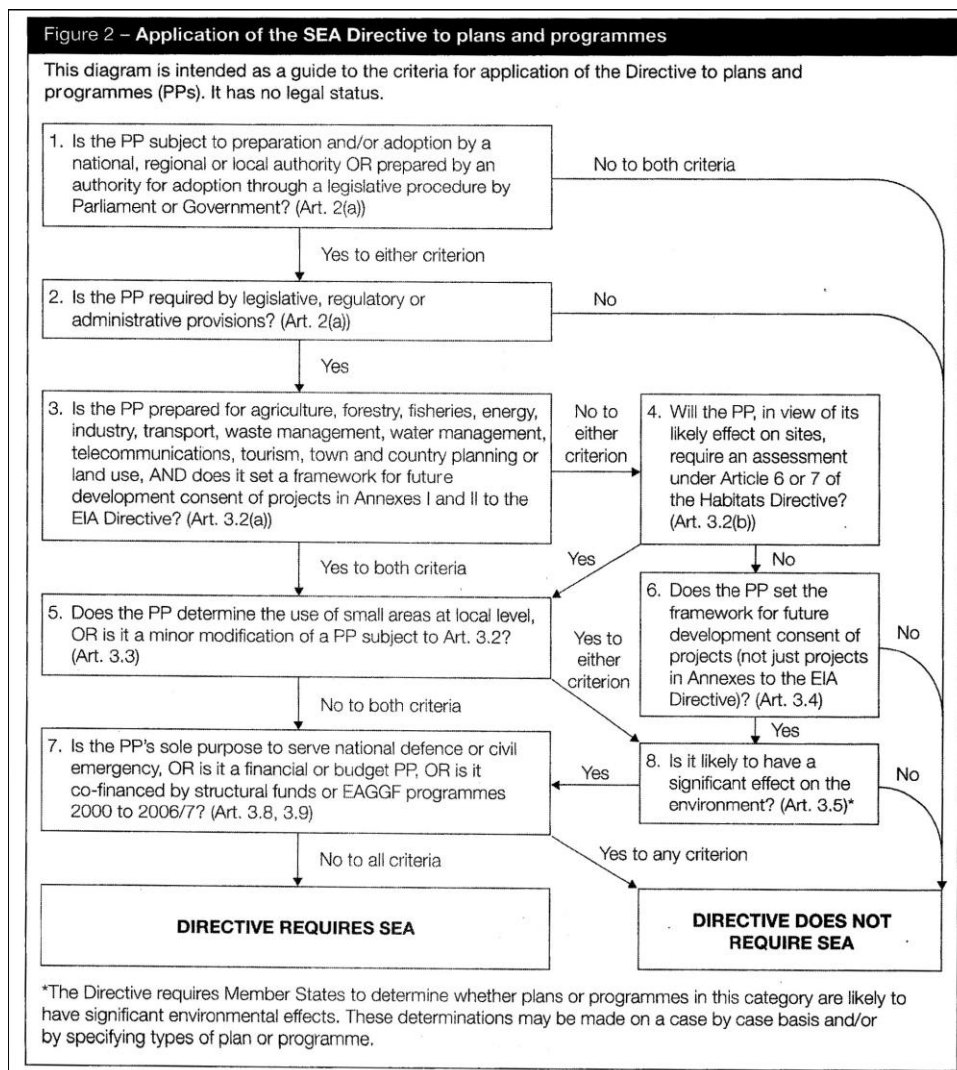 Figure 2 – Application of the SEA Directive to plans and programmes
This diagram is intended as a guide to the criteria for application of the Directive to plans and
programmes (PPs). It has no legal status.
1. Is the PP subject to preparation and/or adoption by a
national, regional or local authority OR prepared by an
authority for adoption through a legislative procedure by
Parliament or Government? (Art. 2(a))
No to both criteria
Yes to either criterion
2. Is the PP required by legislative, regulatory or
administrative provisions? (Art. 2(a))
No
Yes
3. Is the PP prepared for agriculture, forestry, fisheries, energy,
industry, transport, waste management, water management,
telecommunications, tourism, town and country planning or
land use, AND does it set a framework for future
development consent of projects in Annexes I and II to the
EIA Directive? (Art. 3.2(a))
No to
either
criterion
4. Will the PP, in view of its
likely effect on sites,
require an assessment
under Article 6 or 7 of
the Habitats Directive?
(Art. 3.2(b))
Yes to both criteria
Yes
No
5. Does the PP determine the use of small areas at local level,
OR is it a minor modification of a PP subject to Art. 3.2?
(Art. 3.3)
Yes to
either
criterion
6. Does the PP set the
framework for future
development consent of
projects (not just projects
in Annexes to the EIA
Directive)? (Art. 3.4)
No
No to both criteria
Yes
7. Is the PP's sole purpose to serve national defence or civil
emergency, OR is it a financial or budget PP, OR is it
co-financed by structural funds or EAGGF programmes
2000 to 2006/7? (Art. 3.8, 3.9)
Yes
8. Is it likely to have a
significant effect on the
environment? (Art. 3.5)*
No
No to all criteria
Yes to any criterion
DIRECTIVE REQUIRES SEA
DIRECTIVE DOES NOT
REQUIRE SEA
*The Directive requires Member States to determine whether plans or programmes in this category are likely to
have significant environmental effects. These determinations may be made on a case by case basis and/or
by specifying types of plan or programme.